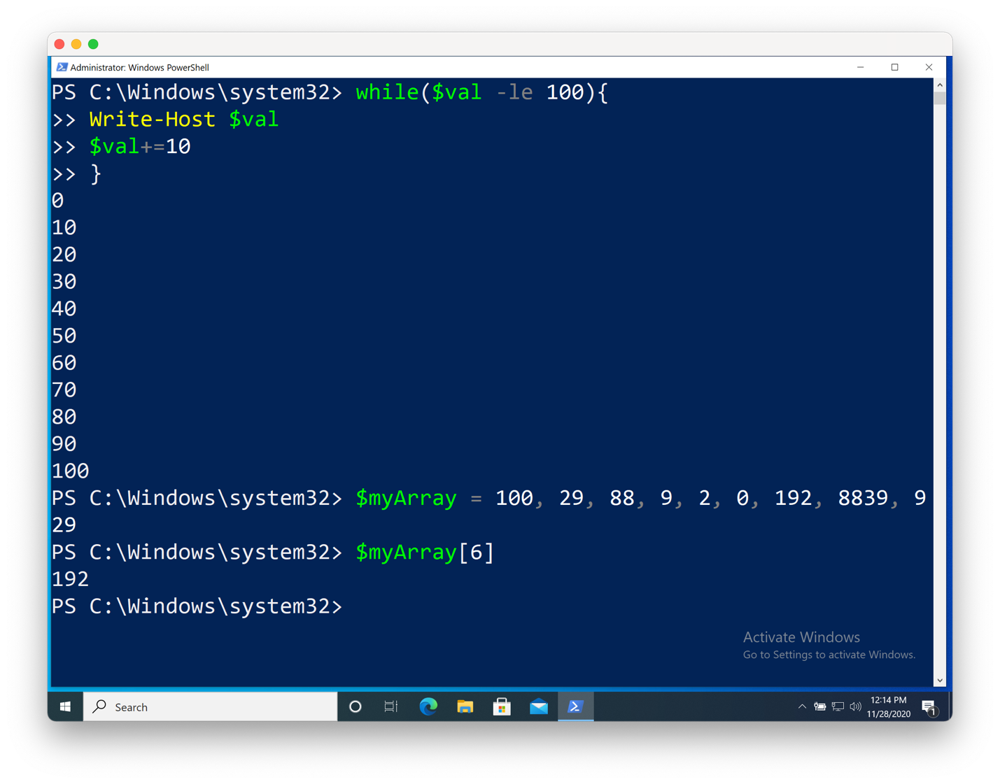 Administrator: Windows PowerShell
PS C:\Windows\system32> while($val -le 100){
>> Write-Host $val
>> $val+=10
>> }
0
10
20
30
40
50
60
70
80
90
100
PS C:\Windows\system32> $myArray = 100, 29, 88, 9, 2, 0, 192, 8839, 9
29
PS C:\Windows\system32> $myArray[6]
192
PS C:\Windows\system32>
Activate Windows
Go to Settings to activate Windows.
Search
12:14 PM
11/28/2020
1